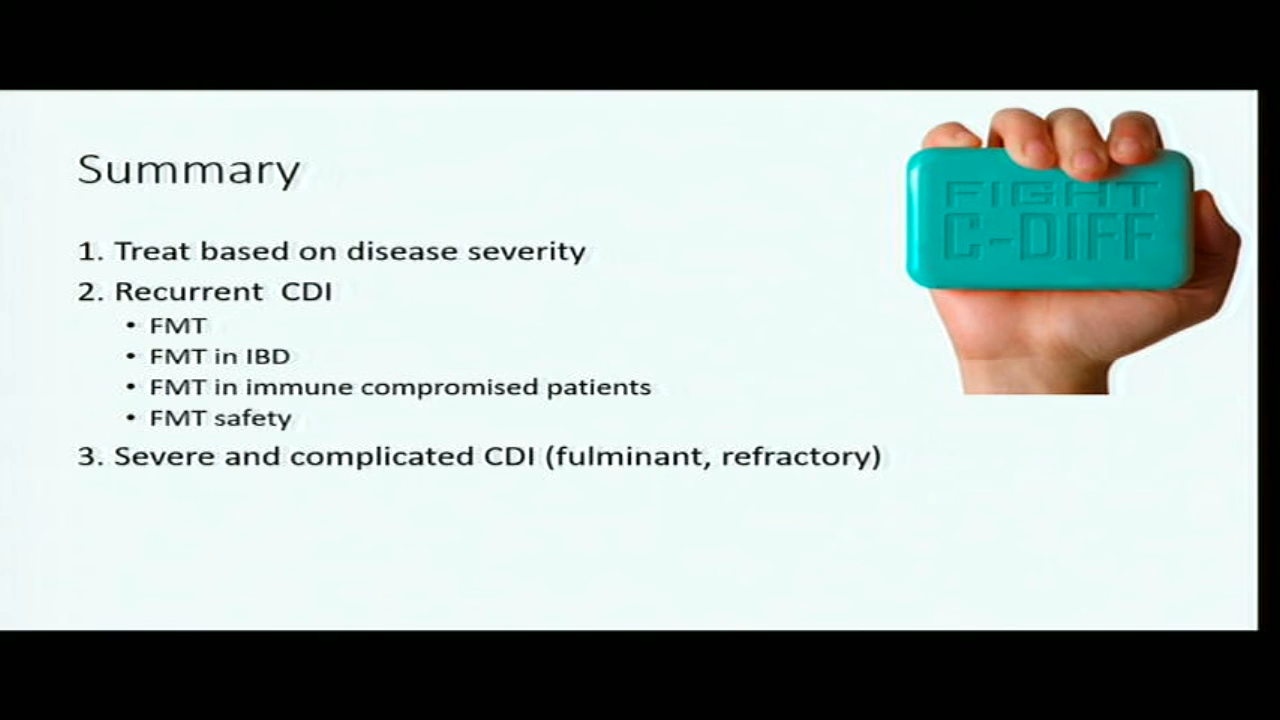 Summary
FIGHT
C-DIFF
1. Treat based on disease severity
2. Recurrent CDI
• FMT
• FMT in IBD
• FMT in immune compromised patients
• FMT safety
3. Severe and complicated CDI (fulminant, refractory)